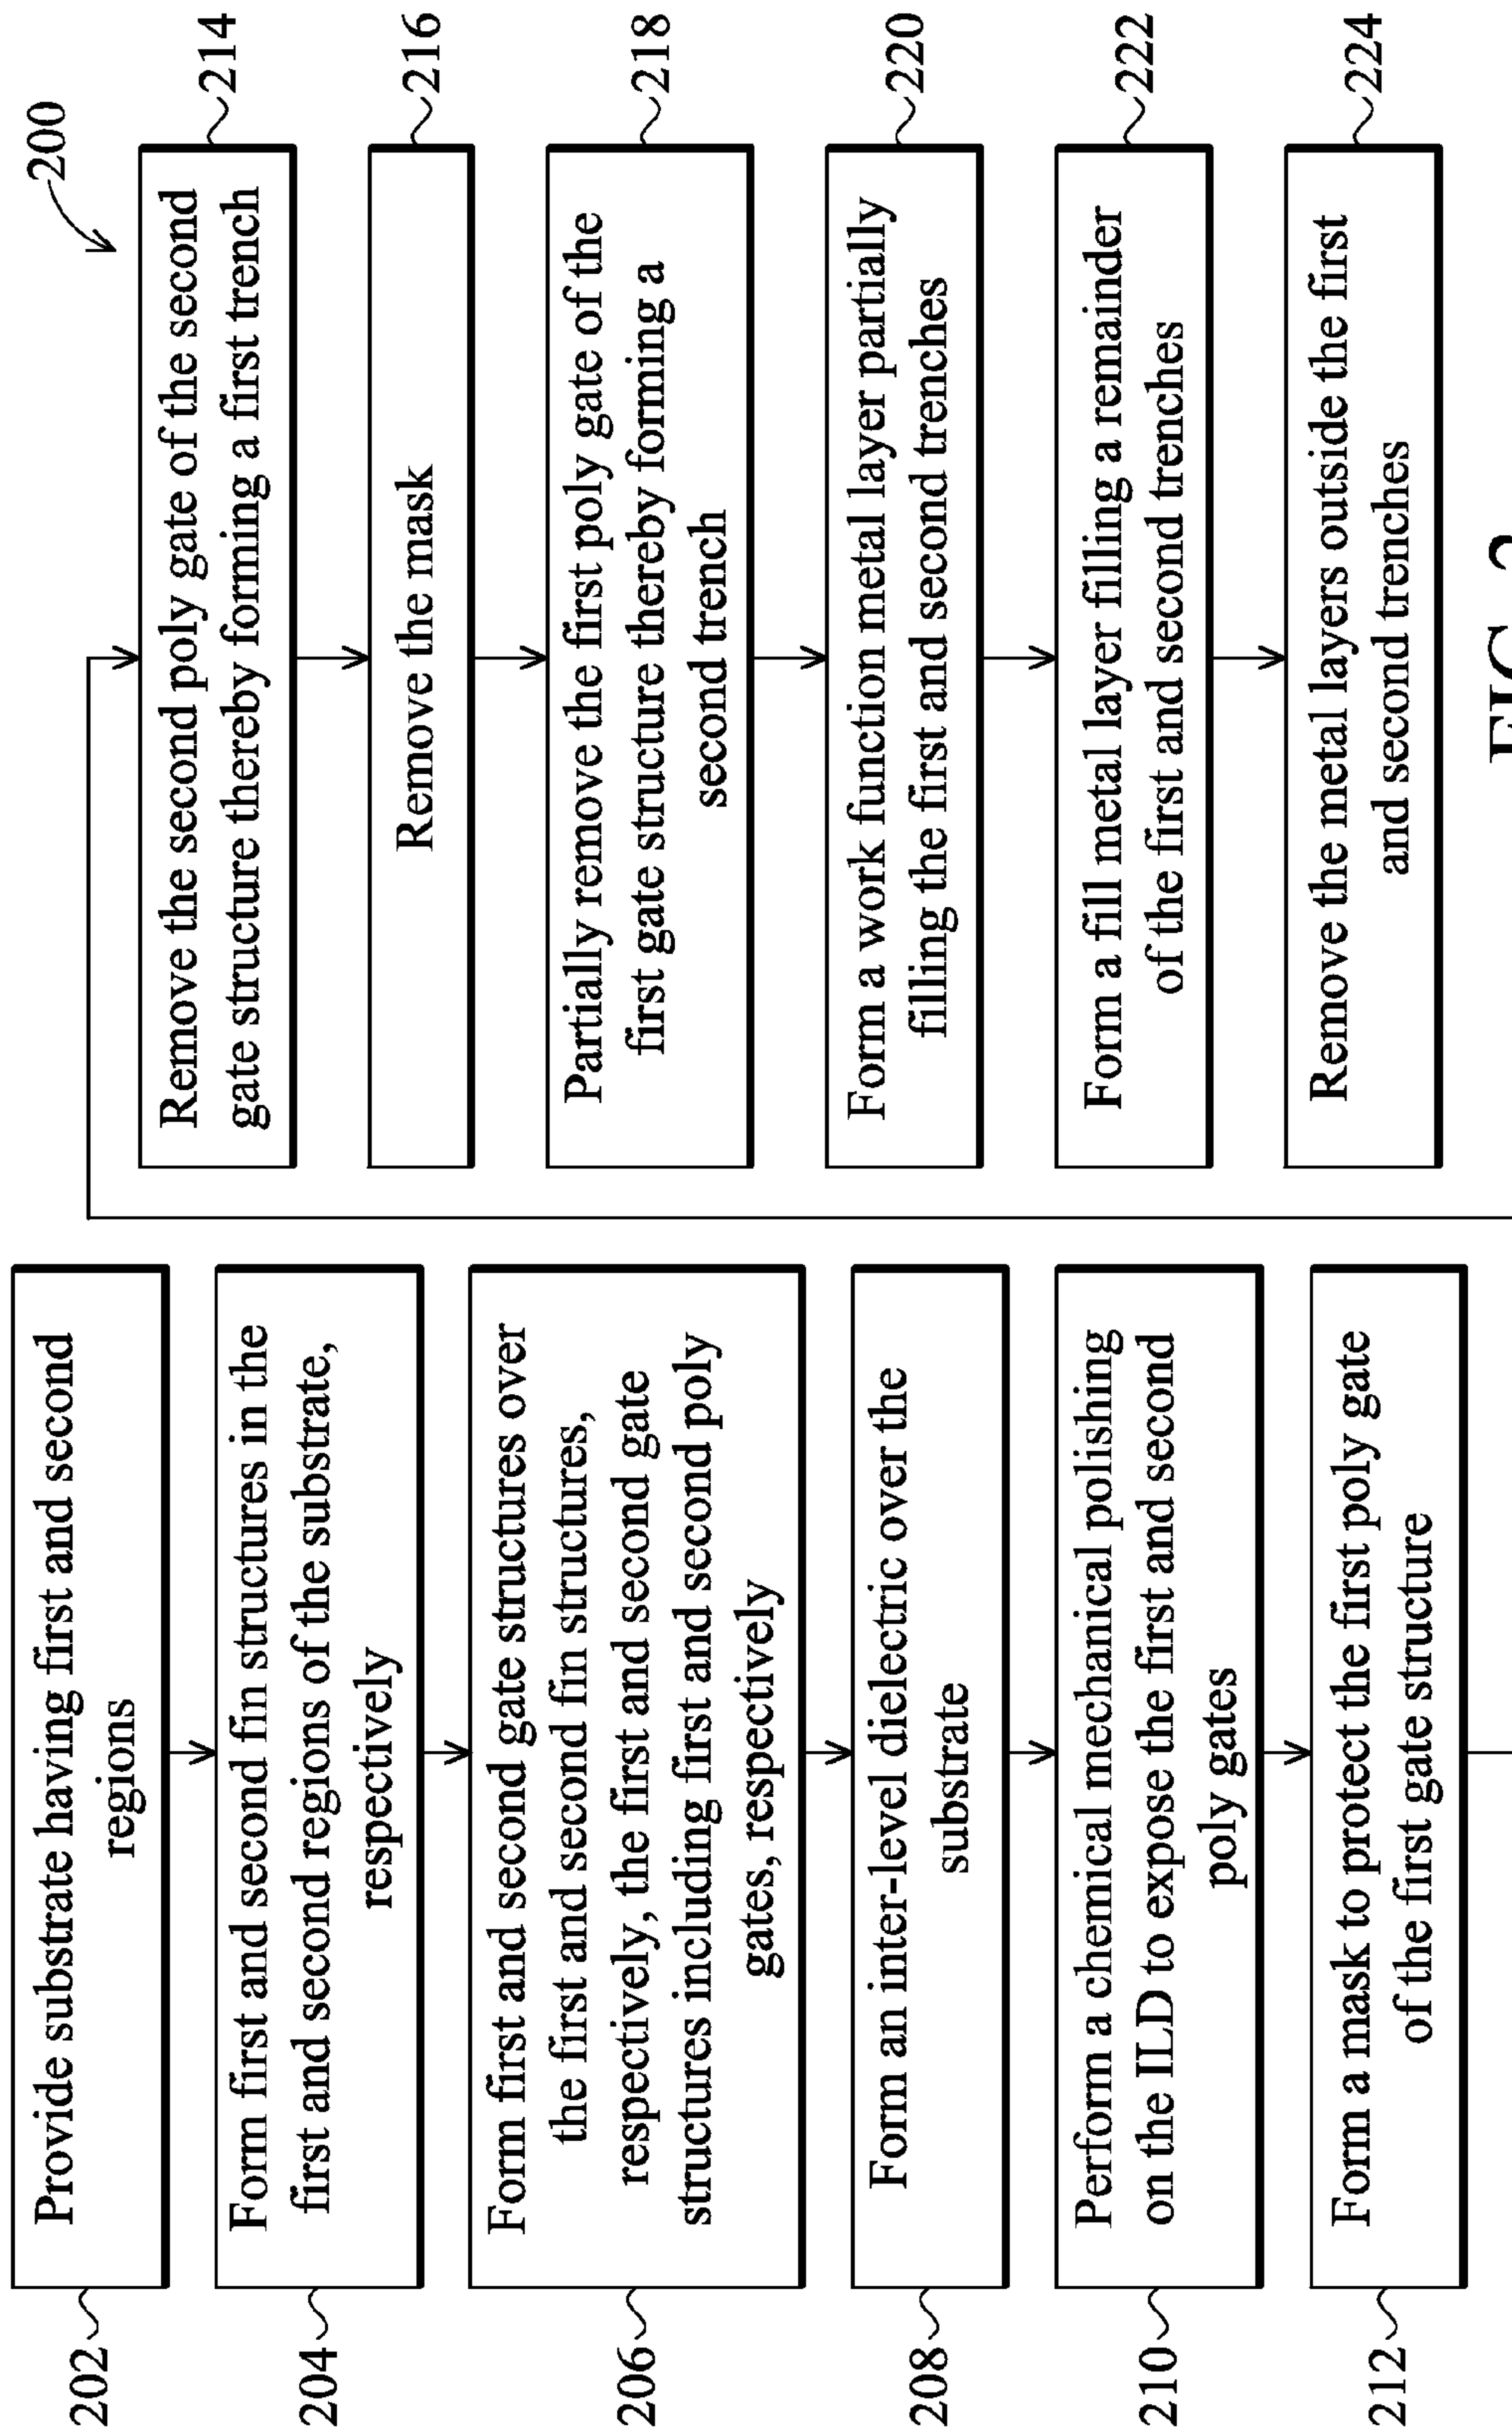 200
202
Provide substrate having first and second
regions
204
Form first and second fin structures in the
first and second regions of the substrate,
respectively
206
Form first and second gate structures over
the first and second fin structures,
respectively, the first and second gate
structures including first and second poly
gates, respectively
208
Form an inter-level dielectric over the
substrate
210
Perform a chemical mechanical polishing
on the ILD to expose the first and second
poly gates
212
Form a mask to protect the first poly gate
of the first gate structure
Remove the second poly gate of the second
gate structure thereby forming a first trench
214
Remove the mask
216
Partially remove the first poly gate of the
first gate structure thereby forming a
second trench
218
Form a work function metal layer partially
filling the first and second trenches
220
Form a fill metal layer filling a remainder
of the first and second trenches
222
Remove the metal layers outside the first
and second trenches
224